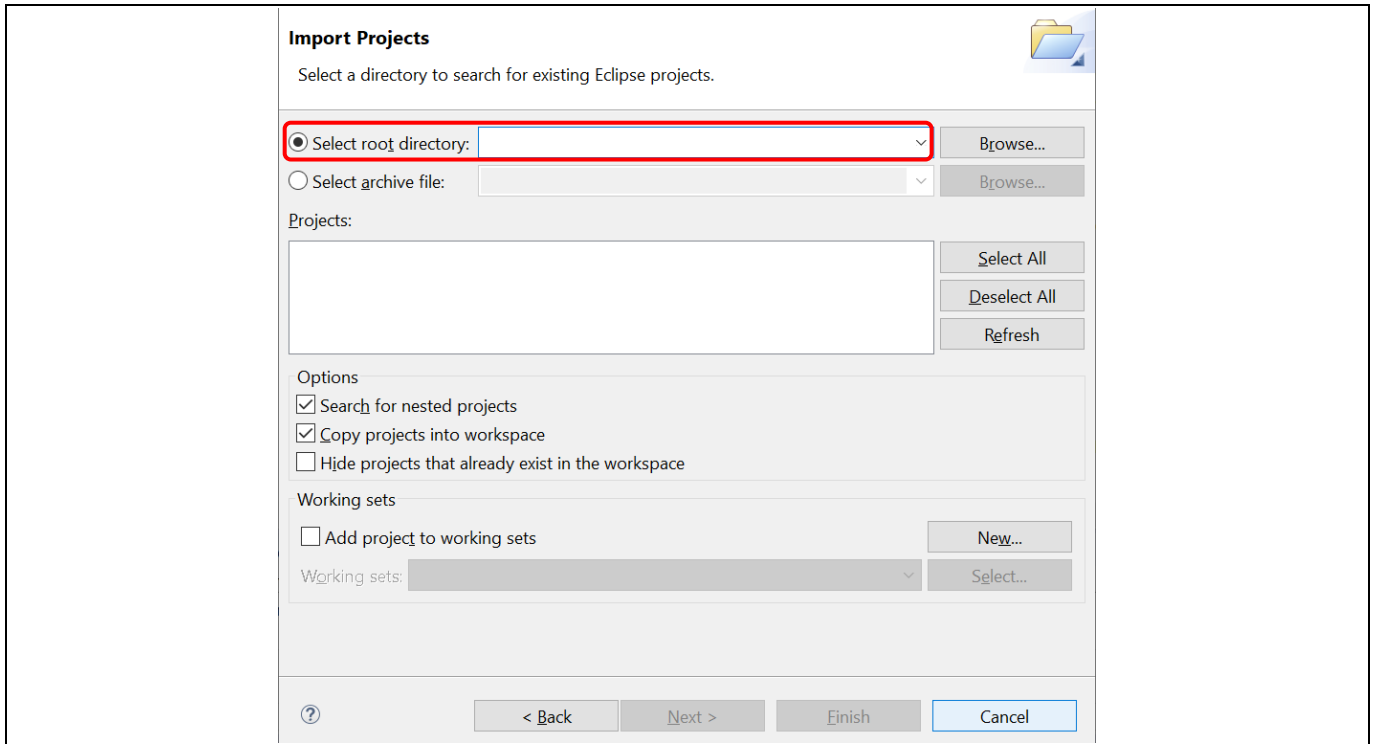 Import Projects
Select a directory to search for existing Eclipse projects.
Select root directory: Browse...
Select archive file: Browse...
Projects:
Select All
Deselect All
Refresh
Options
Search for nested projects
Copy projects into workspace
Hide projects that already exist in the workspace
Working sets
Add project to working sets New...
Working sets: Select...
? < Back Next > Finish Cancel